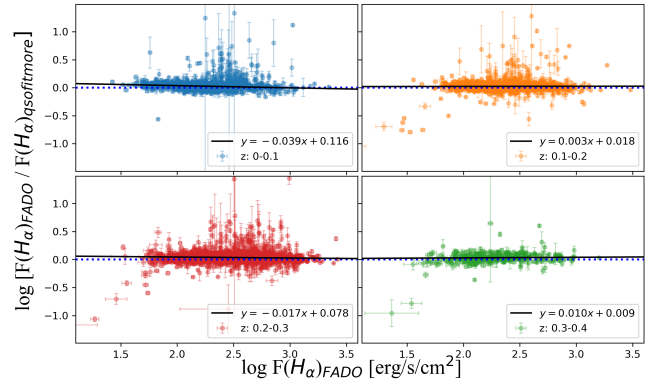 log [F(Hα)FADO / F(Hα)qsofitmore]
1.0
0.5
0.0
−0.5
−1.0
y = −0.039x + 0.116
z: 0-0.1
y = 0.003x + 0.018
z: 0.1-0.2
1.0
0.5
0.0
−0.5
−1.0
y = −0.017x + 0.078
z: 0.2-0.3
y = 0.010x + 0.009
z: 0.3-0.4
1.5 2.0 2.5 3.0 3.5 1.5 2.0 2.5 3.0 3.5
log F(Hα)FADO [erg/s/cm²]